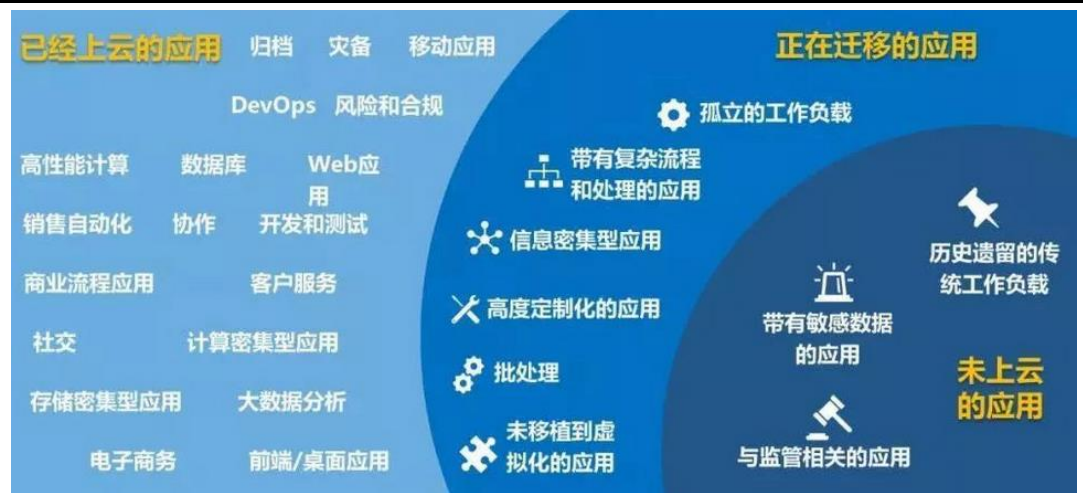 已经上云的应用 归档 灾备 移动应用
DevOps 风险和合规
高性能计算 数据库 Web应
用
销售自动化 协作 开发和测试
商业流程应用 客户服务
社交 计算密集型应用
存储密集型应用 大数据分析
电子商务 前端/桌面应用
正在迁移的应用
孤立的工作负载
带有复杂流程
和处理的应用
信息密集型应用
高度定制化的应用
批处理
未移植到虚
拟化的应用
历史遗留的传
统工作负载
带有敏感数据
的应用
未上云
的应用
与监管相关的应用